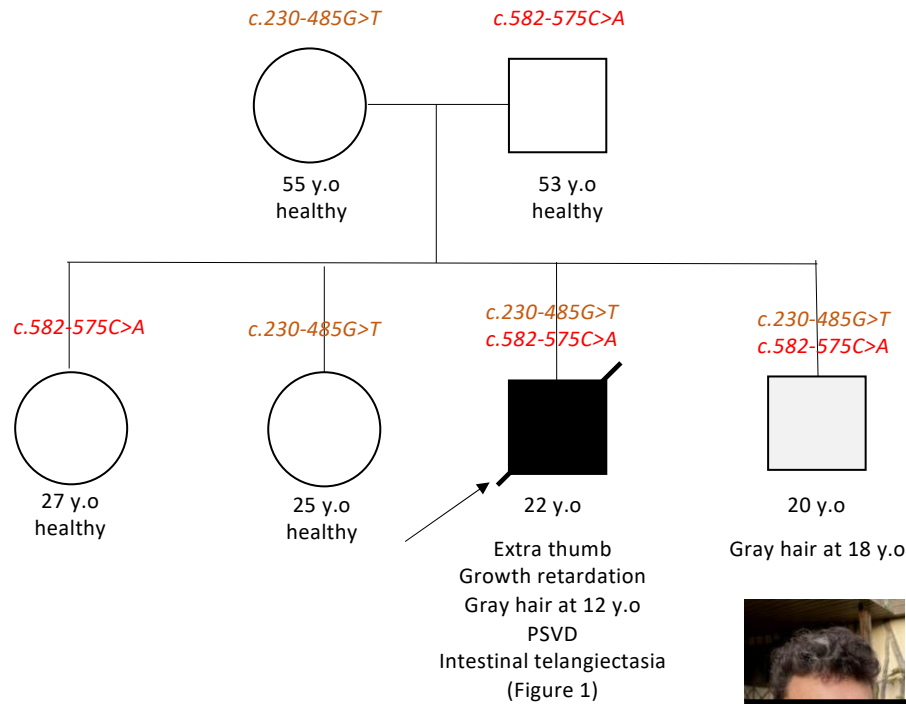 c.230-485G>T
c.582-575C>A
55 y.o
healthy
53 y.o
healthy
c.582-575C>A
c.230-485G>T
c.230-485G>T
c.582-575C>A
c.230-485G>T
c.582-575C>A
27 y.o
healthy
25 y.o
healthy
22 y.o
Extra thumb
Growth retardation
Gray hair at 12 y.o
PSVD
Intestinal telangiectasia
(Figure 1)
20 y.o
Gray hair at 18 y.o